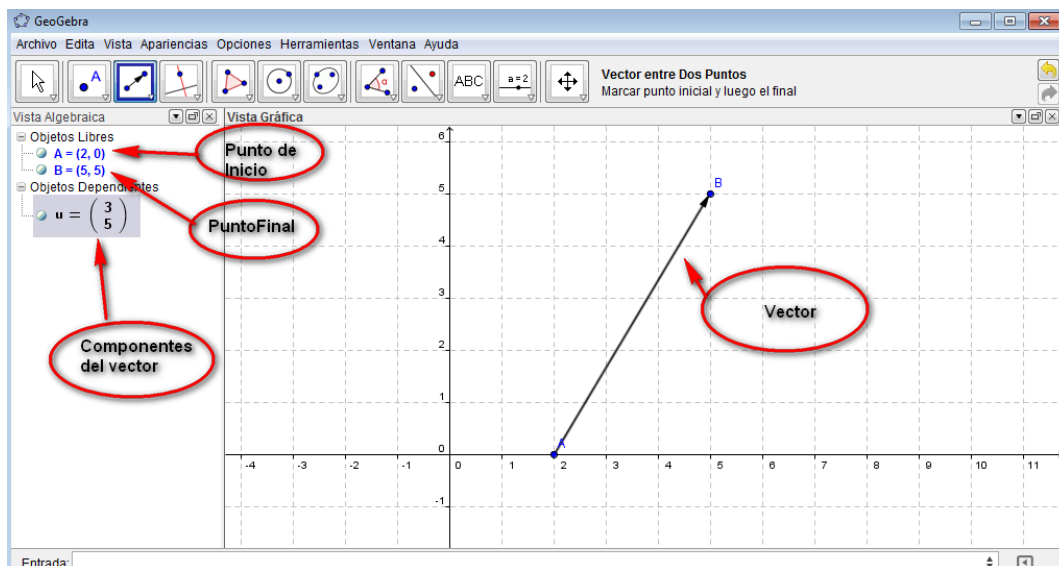 GeoGebra
Archivo Edita Vista Apariencias Opciones Herramientas Ventana Ayuda
A
α
ABC
a=2
Vector entre Dos Puntos
Marcar punto inicial y luego el final
Vista Algebraica
Vista Gráfica
Objetos Libres
A = (2, 0)
B = (5, 5)
Objetos Dependientes
u = ( 3
5 )
Punto de
Inicio
PuntoFinal
Componentes
del vector
Vector
B
A
6
5
4
3
2
1
0
-1
-4 -3 -2 -1 0 1 2 3 4 5 6 7 8 9 10 11
Entrada: